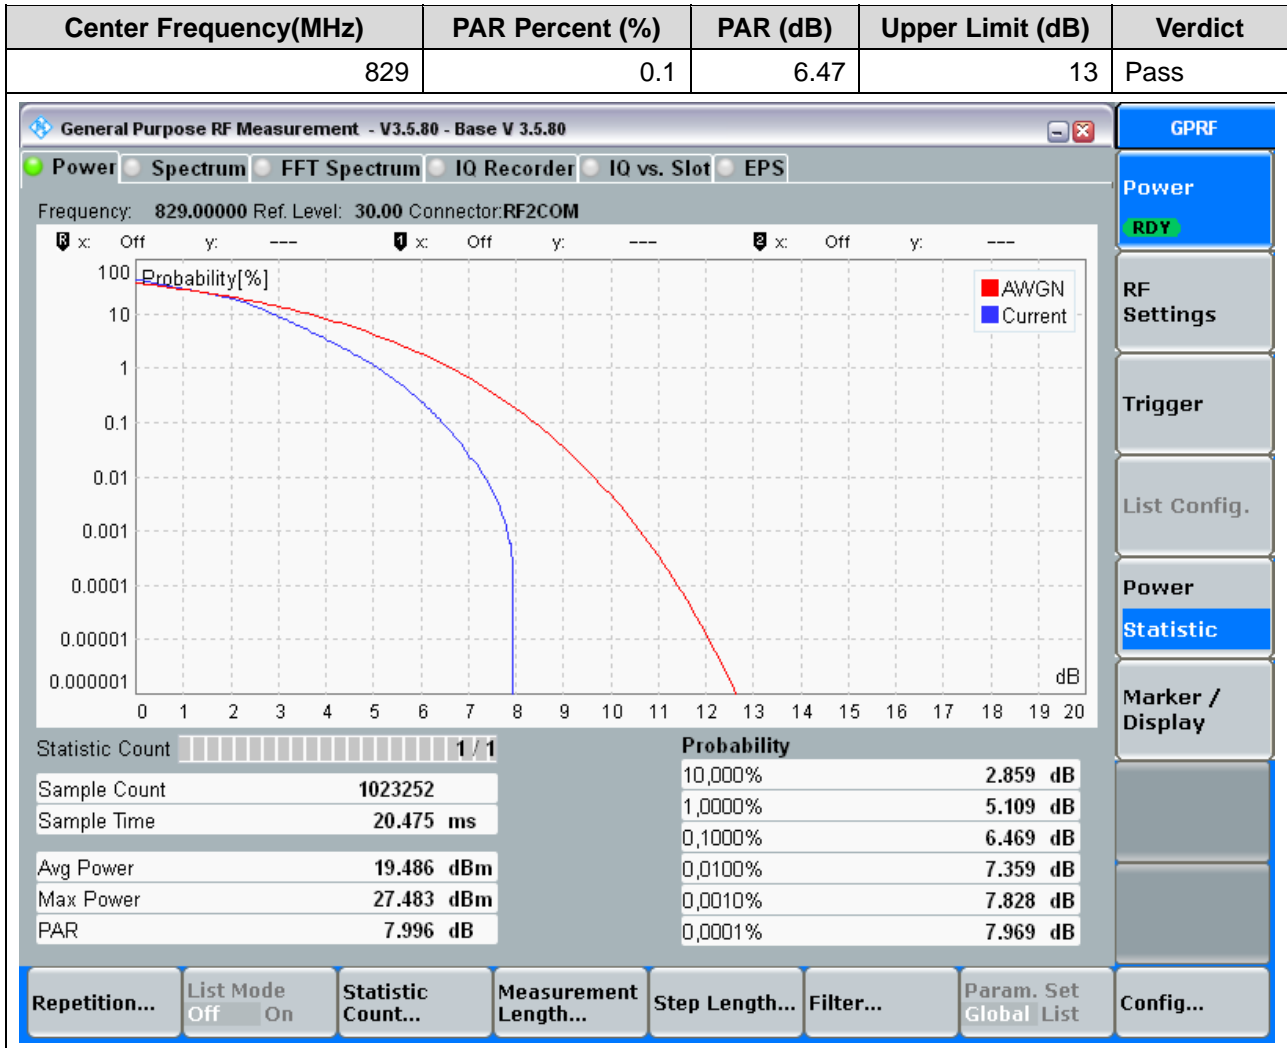 Center Frequency(MHz) PAR Percent (%) PAR (dB) Upper Limit (dB) Verdict
829 0.1 6.47 13 Pass
General Purpose RF Measurement - V3.5.80 - Base V 3.5.80
GPRF
Power Spectrum FFT Spectrum IQ Recorder IQ vs. Slot EPS
Frequency: 829.00000 Ref. Level: 30.00 Connector:RF2COM
R x: Off y: --- 1 x: Off y: --- 2 x: Off y: ---
Probability[%]
AWGN
Current
100
10
1
0.1
0.01
0.001
0.0001
0.00001
0.000001
dB
0 1 2 3 4 5 6 7 8 9 10 11 12 13 14 15 16 17 18 19 20
Statistic Count 1 / 1
Sample Count 1023252
Sample Time 20.475 ms
Avg Power 19.486 dBm
Max Power 27.483 dBm
PAR 7.996 dB
Probability
10,000% 2.859 dB
1,0000% 5.109 dB
0,1000% 6.469 dB
0,0100% 7.359 dB
0,0010% 7.828 dB
0,0001% 7.969 dB
Power
RDY
RF
Settings
Trigger
List Config.
Power
Statistic
Marker /
Display
Repetition...
List Mode
Off On
Statistic
Count...
Measurement
Length...
Step Length...
Filter...
Param. Set
Global List
Config...